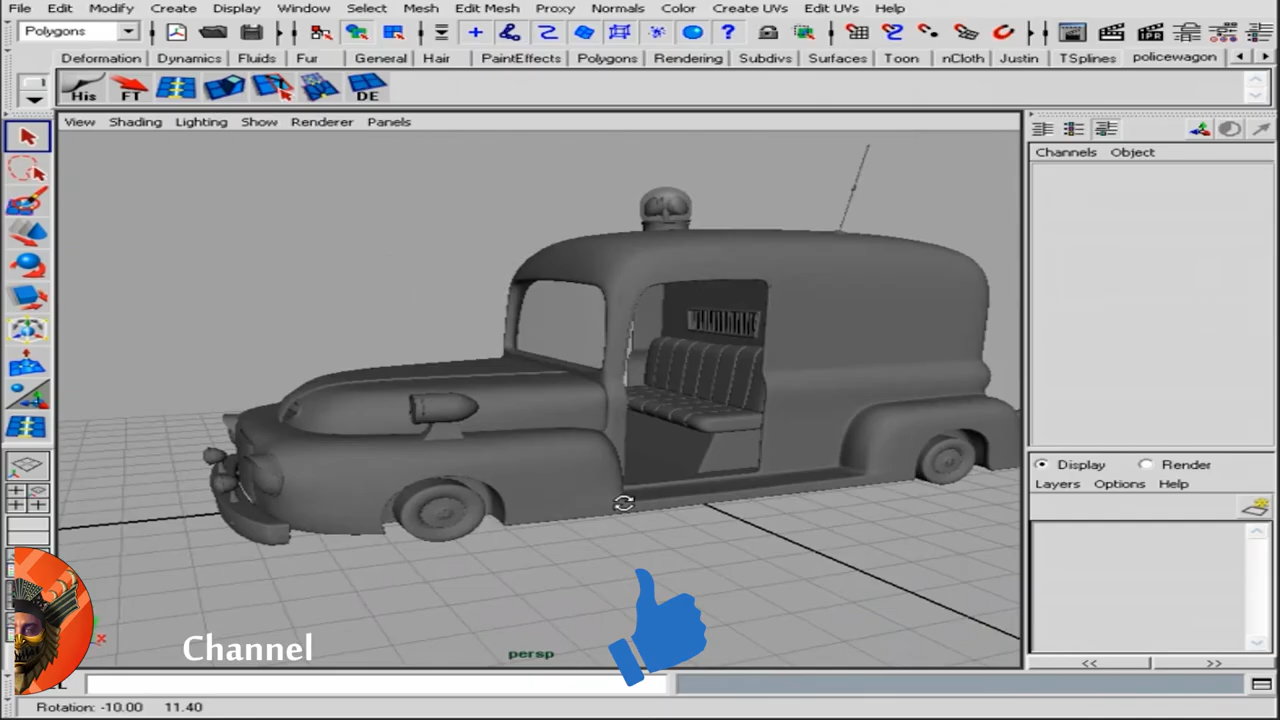 File Edit Modify Create Display Window Select Mesh Edit Mesh Proxy Normals Color Create UVs Edit UVs Help
Polygons
Deformation Dynamics Fluids Fur General Hair PaintEffects Polygons Rendering Subdivs Surfaces Toon nCloth Justin TSplines policewagon
His FT DE
View Shading Lighting Show Renderer Panels
Channels Object
Display Render
Layers Options Help
Channel
persp
<< >>
Rotation: -10.00 11.40